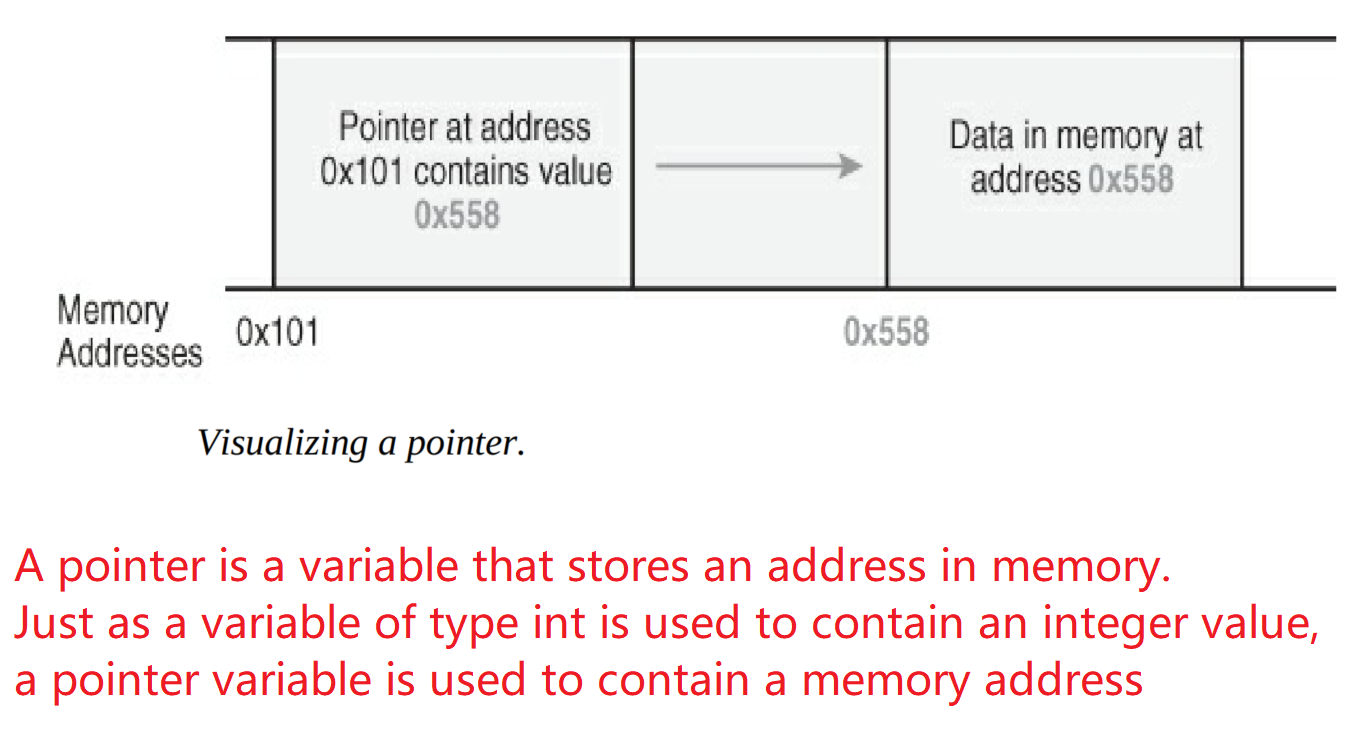 Pointer at address
0x101 contains value
0x558
Data in memory at
address 0x558
Memory
Addresses
0x101
0x558
Visualizing a pointer.
A pointer is a variable that stores an address in memory.
Just as a variable of type int is used to contain an integer value,
a pointer variable is used to contain a memory address